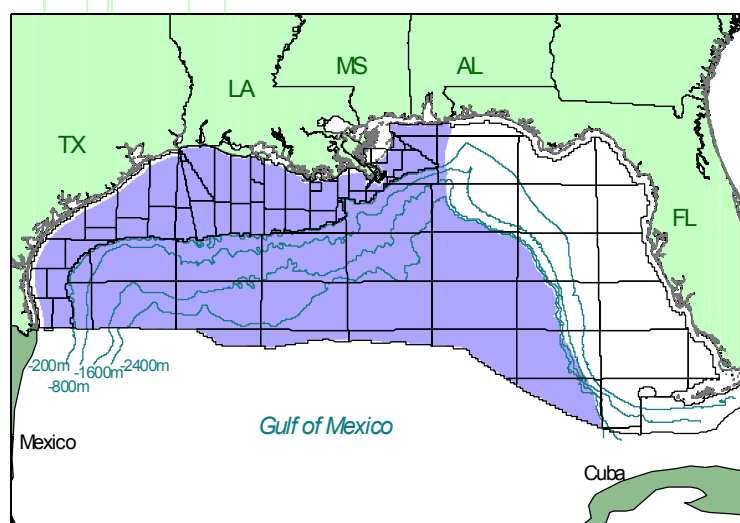 MS
AL
LA
TX
FL
-200m
-1600m
-2400m
-800m
Gulf of Mexico
Mexico
Cuba